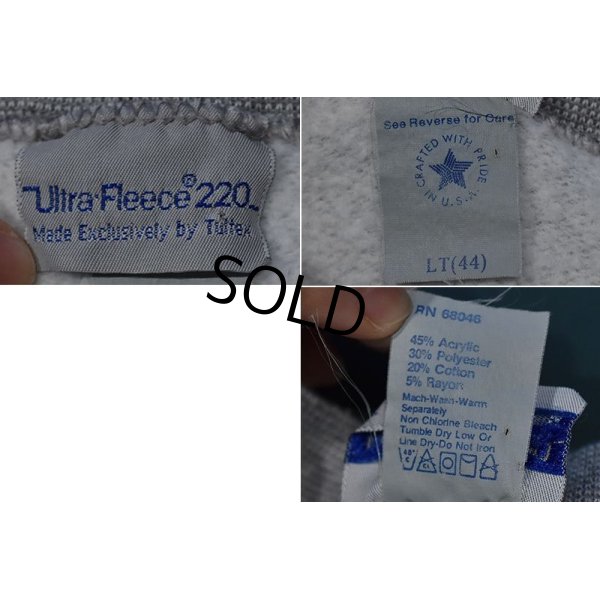 Ultra-Fleece® 220
Made Exclusively by Tultex
See Reverse for Care
CRAFTED WITH PRIDE IN U.S.A.
LT(44)
SOLD
RN 68046
45% Acrylic
30% Polyester
20% Cotton
5% Rayon
Mach-Wash-Warm
Separately
Non Chlorine Bleach
Tumble Dry Low Or
Line Dry-Do Not Iron
40°
C
Cl
A